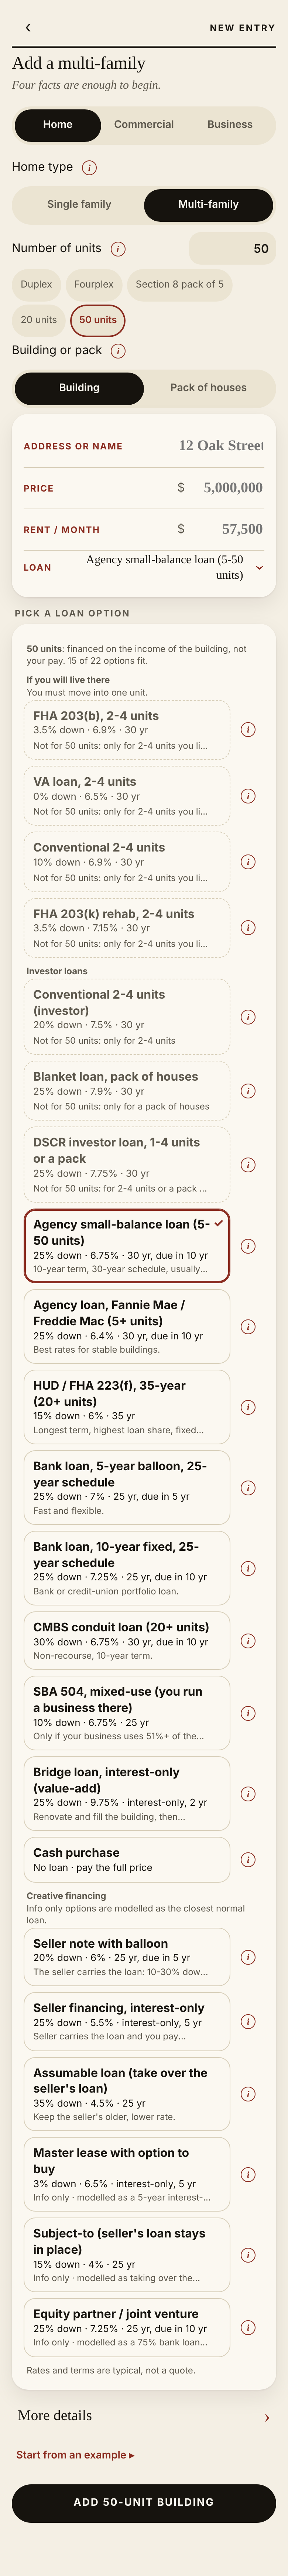 NEW ENTRY
Add a multi-family
Four facts are enough to begin.
Home Commercial Business
Home type i
Single family Multi-family
Number of units i 50
Duplex Fourplex Section 8 pack of 5
20 units 50 units
Building or pack i
Building Pack of houses
ADDRESS OR NAME 12 Oak Street
PRICE $ 5,000,000
RENT / MONTH $ 57,500
LOAN Agency small-balance loan (5-50
units)
PICK A LOAN OPTION
50 units: financed on the income of the building, not
your pay. 15 of 22 options fit.
If you will live there
You must move into one unit.
FHA 203(b), 2-4 units
3.5% down · 6.9% · 30 yr
Not for 50 units: only for 2-4 units you li...
i
VA loan, 2-4 units
0% down · 6.5% · 30 yr
Not for 50 units: only for 2-4 units you li...
i
Conventional 2-4 units
10% down · 6.9% · 30 yr
Not for 50 units: only for 2-4 units you li...
i
FHA 203(k) rehab, 2-4 units
3.5% down · 7.15% · 30 yr
Not for 50 units: only for 2-4 units you li...
i
Investor loans
Conventional 2-4 units
(investor)
20% down · 7.5% · 30 yr
Not for 50 units: only for 2-4 units
i
Blanket loan, pack of houses
25% down · 7.9% · 30 yr
Not for 50 units: only for a pack of houses
i
DSCR investor loan, 1-4 units
or a pack
25% down · 7.75% · 30 yr
Not for 50 units: for 2-4 units or a pack ...
i
Agency small-balance loan (5-
50 units)
25% down · 6.75% · 30 yr, due in 10 yr
10-year term, 30-year schedule, usually...
i
Agency loan, Fannie Mae /
Freddie Mac (5+ units)
25% down · 6.4% · 30 yr, due in 10 yr
Best rates for stable buildings.
i
HUD / FHA 223(f), 35-year
(20+ units)
15% down · 6% · 35 yr
Longest term, highest loan share, fixed...
i
Bank loan, 5-year balloon, 25-
year schedule
25% down · 7% · 25 yr, due in 5 yr
Fast and flexible.
i
Bank loan, 10-year fixed, 25-
year schedule
25% down · 7.25% · 25 yr, due in 10 yr
Bank or credit-union portfolio loan.
i
CMBS conduit loan (20+ units)
30% down · 6.75% · 30 yr, due in 10 yr
Non-recourse, 10-year term.
i
SBA 504, mixed-use (you run
a business there)
10% down · 6.75% · 25 yr
Only if your business uses 51%+ of the...
i
Bridge loan, interest-only
(value-add)
25% down · 9.75% · interest-only, 2 yr
Renovate and fill the building, then...
i
Cash purchase
No loan · pay the full price
i
Creative financing
Info only options are modelled as the closest normal
loan.
Seller note with balloon
20% down · 6% · 25 yr, due in 5 yr
The seller carries the loan: 10-30% dow...
i
Seller financing, interest-only
25% down · 5.5% · interest-only, 5 yr
Seller carries the loan and you pay...
i
Assumable loan (take over the
seller's loan)
35% down · 4.5% · 25 yr
Keep the seller's older, lower rate.
i
Master lease with option to
buy
3% down · 6.5% · interest-only, 5 yr
Info only · modelled as a 5-year interest-...
i
Subject-to (seller's loan stays
in place)
15% down · 4% · 25 yr
Info only · modelled as taking over the...
i
Equity partner / joint venture
25% down · 7.25% · 25 yr, due in 10 yr
Info only · modelled as a 75% bank loan...
i
Rates and terms are typical, not a quote.
More details
Start from an example ▸
ADD 50-UNIT BUILDING